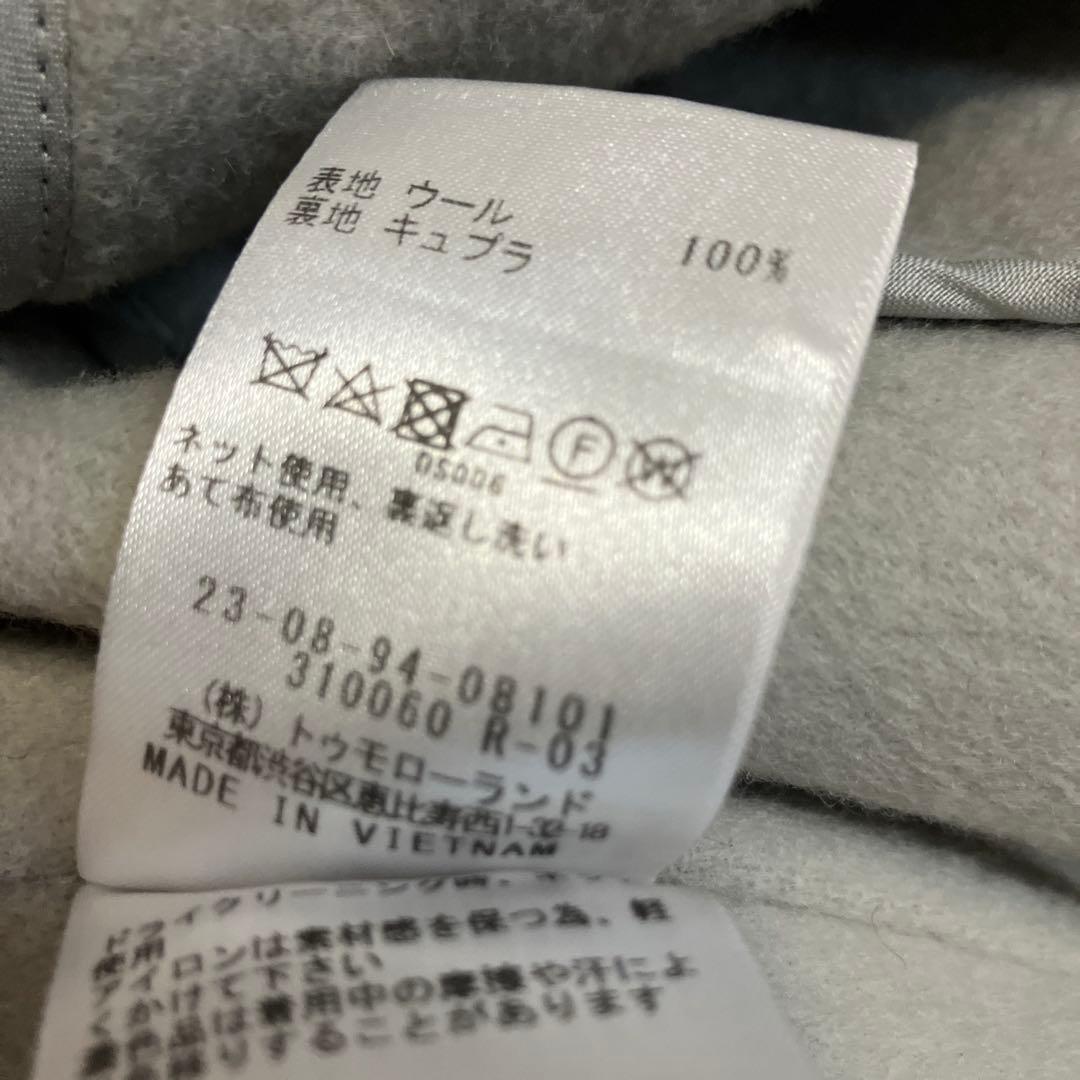 表地 ウール 100%
裏地 キュプラ
F
W
DS006
ネット使用、裏返し洗い
あて布使用
23-08-94-08101
310060 R-03
(株) トゥモローランド
東京都渋谷区恵比寿西1-32-18
MADE IN VIETNAM
ドライクリーニング
使用
アイロンは素材感を保つ為、軽
くかけて下さい
着用中の摩擦や汗によ
することがあります